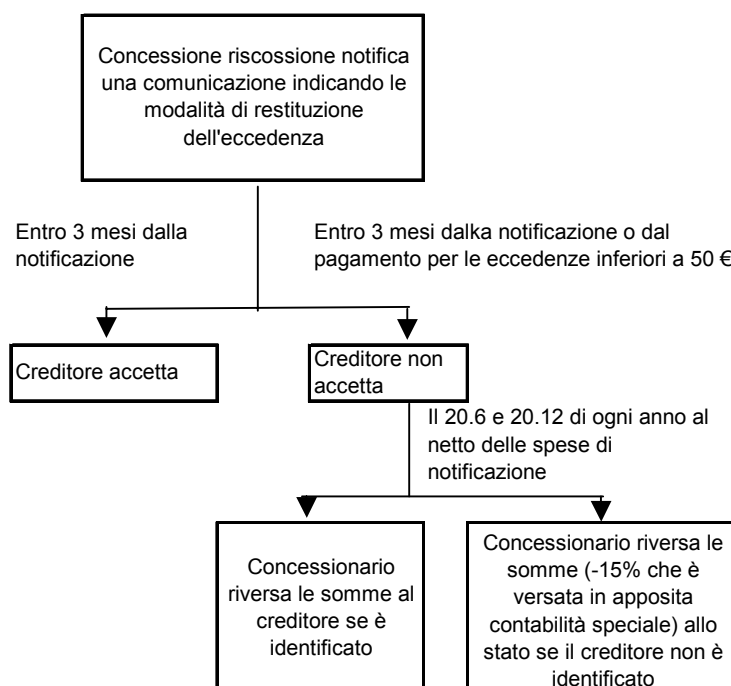 Concessione riscossione notifica
una comunicazione indicando le
modalità di restituzione
dell'eccedenza
Entro 3 mesi dalla
notificazione
Entro 3 mesi dalka notificazione o dal
pagamento per le eccedenze inferiori a 50 €
Creditore accetta
Creditore non
accetta
Il 20.6 e 20.12 di ogni anno al
netto delle spese di
notificazione
Concessionario
riversa le somme al
creditore se è
identificato
Concessionario riversa le
somme (-15% che è
versata in apposita
contabilità speciale) allo
stato se il creditore non è
identificato